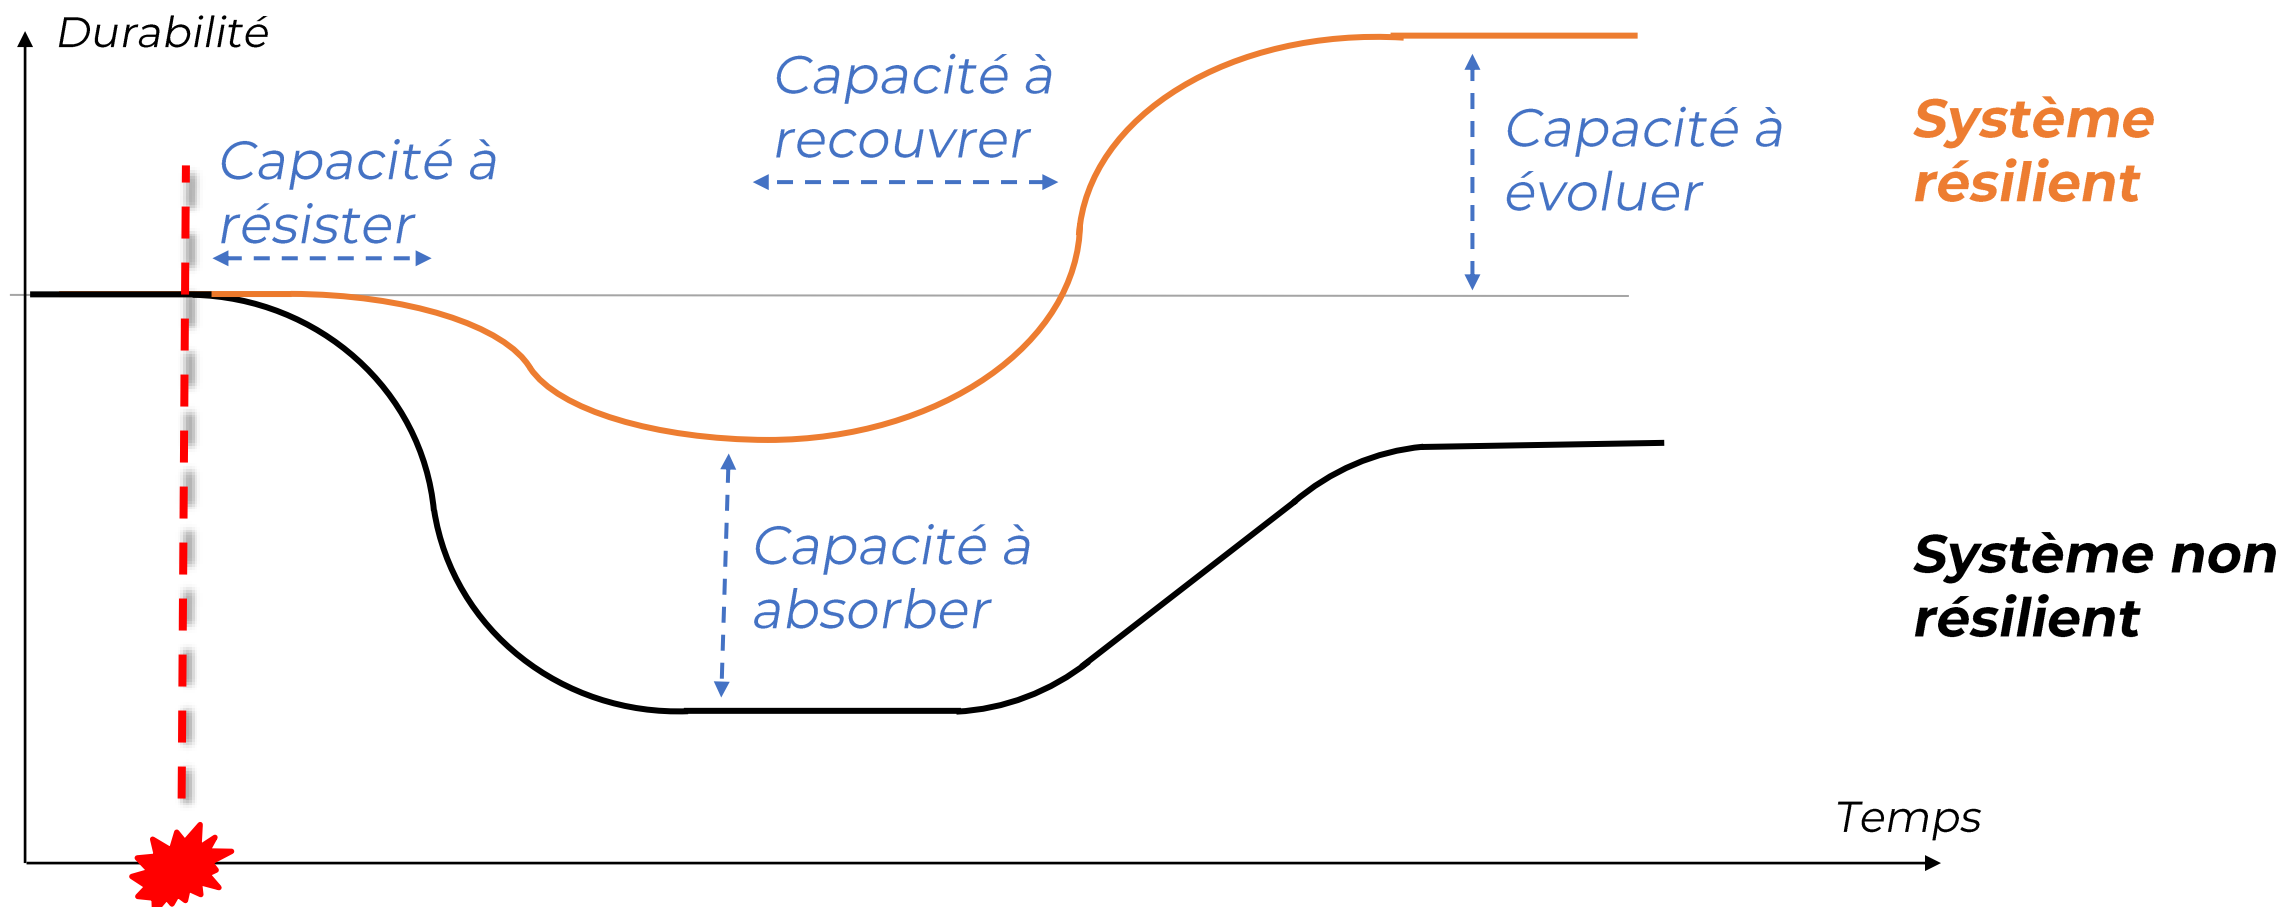 Durabilité
Capacité à
résister
Capacité à
recouvrer
Capacité à
évoluer
Système
résilient
Capacité à
absorber
Système non
résilient
Temps